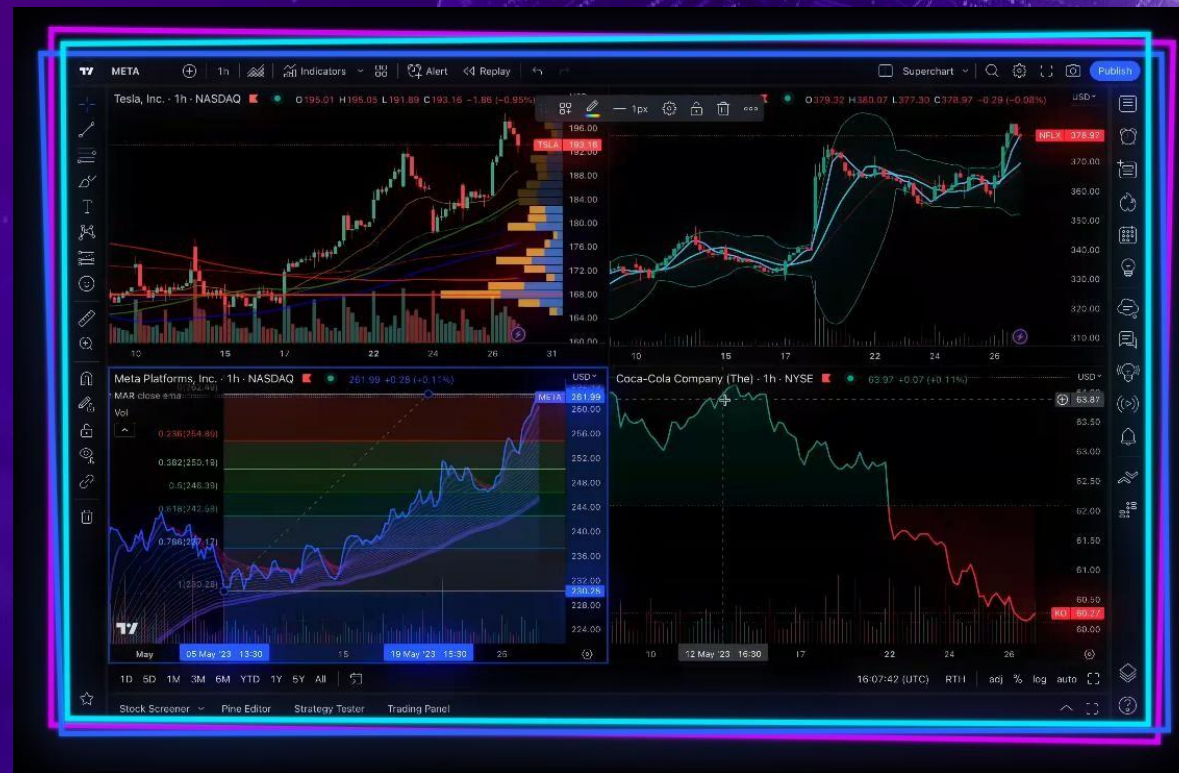 META 1h Indicators Alert Replay Superchart Publish
Tesla, Inc. · 1h · NASDAQ O195.01 H195.05 L191.89 C193.16 −1.86 (−0.95%)
1px
O379.32 H380.07 L377.30 C378.97 −0.29 (−0.08%) USD
196.00
TSLA 193.16
192.00
188.00
184.00
180.00
176.00
172.00
168.00
164.00
160.00
10 15 17 22 24 26 31
NFLX 378.97
370.00
360.00
350.00
340.00
330.00
320.00
310.00
10 15 17 22 24 26
Meta Platforms, Inc. · 1h · NASDAQ 261.99 +0.28 (+0.11%) USD
MAR close ema
Vol
META 261.99
260.00
256.00
252.00
248.00
244.00
240.00
236.00
232.00
230.28
228.00
224.00
0.236(254.80)
0.382(250.19)
0.5(246.39)
0.618(242.58)
0.786(237.17)
1(230.28)
May 05 May '23 13:30 15 19 May '23 15:30 25
Coca-Cola Company (The) · 1h · NYSE 63.97 +0.07 (+0.11%) USD
63.87
63.50
63.00
62.50
62.00
61.50
61.00
60.50
KO 60.27
60.00
10 12 May '23 16:30 17 22 24 26
1D 5D 1M 3M 6M YTD 1Y 5Y All 16:07:42 (UTC) RTH adj % log auto
Stock Screener Pine Editor Strategy Tester Trading Panel